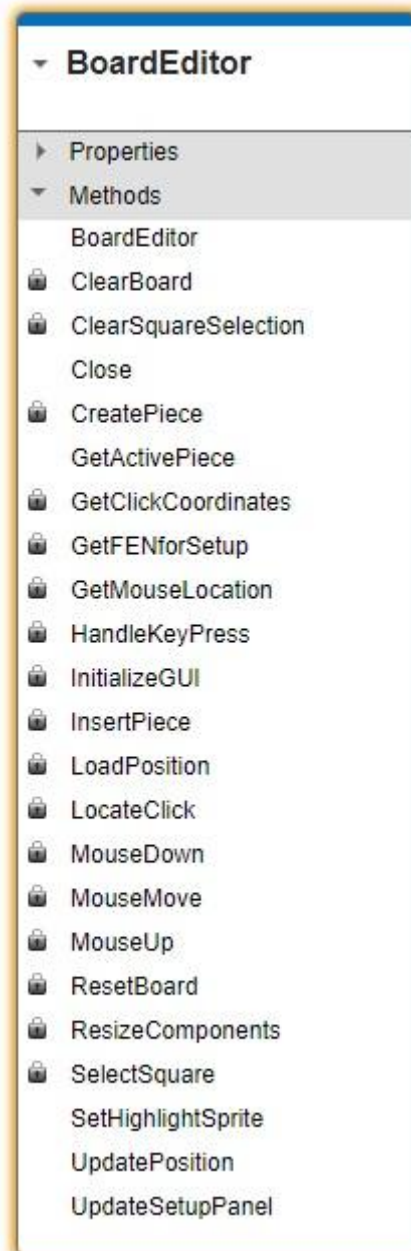 BoardEditor
Properties
Methods
BoardEditor
ClearBoard
ClearSquareSelection
Close
CreatePiece
GetActivePiece
GetClickCoordinates
GetFENforSetup
GetMouseLocation
HandleKeyPress
InitializeGUI
InsertPiece
LoadPosition
LocateClick
MouseDown
MouseMove
MouseUp
ResetBoard
ResizeComponents
SelectSquare
SetHighlightSprite
UpdatePosition
UpdateSetupPanel